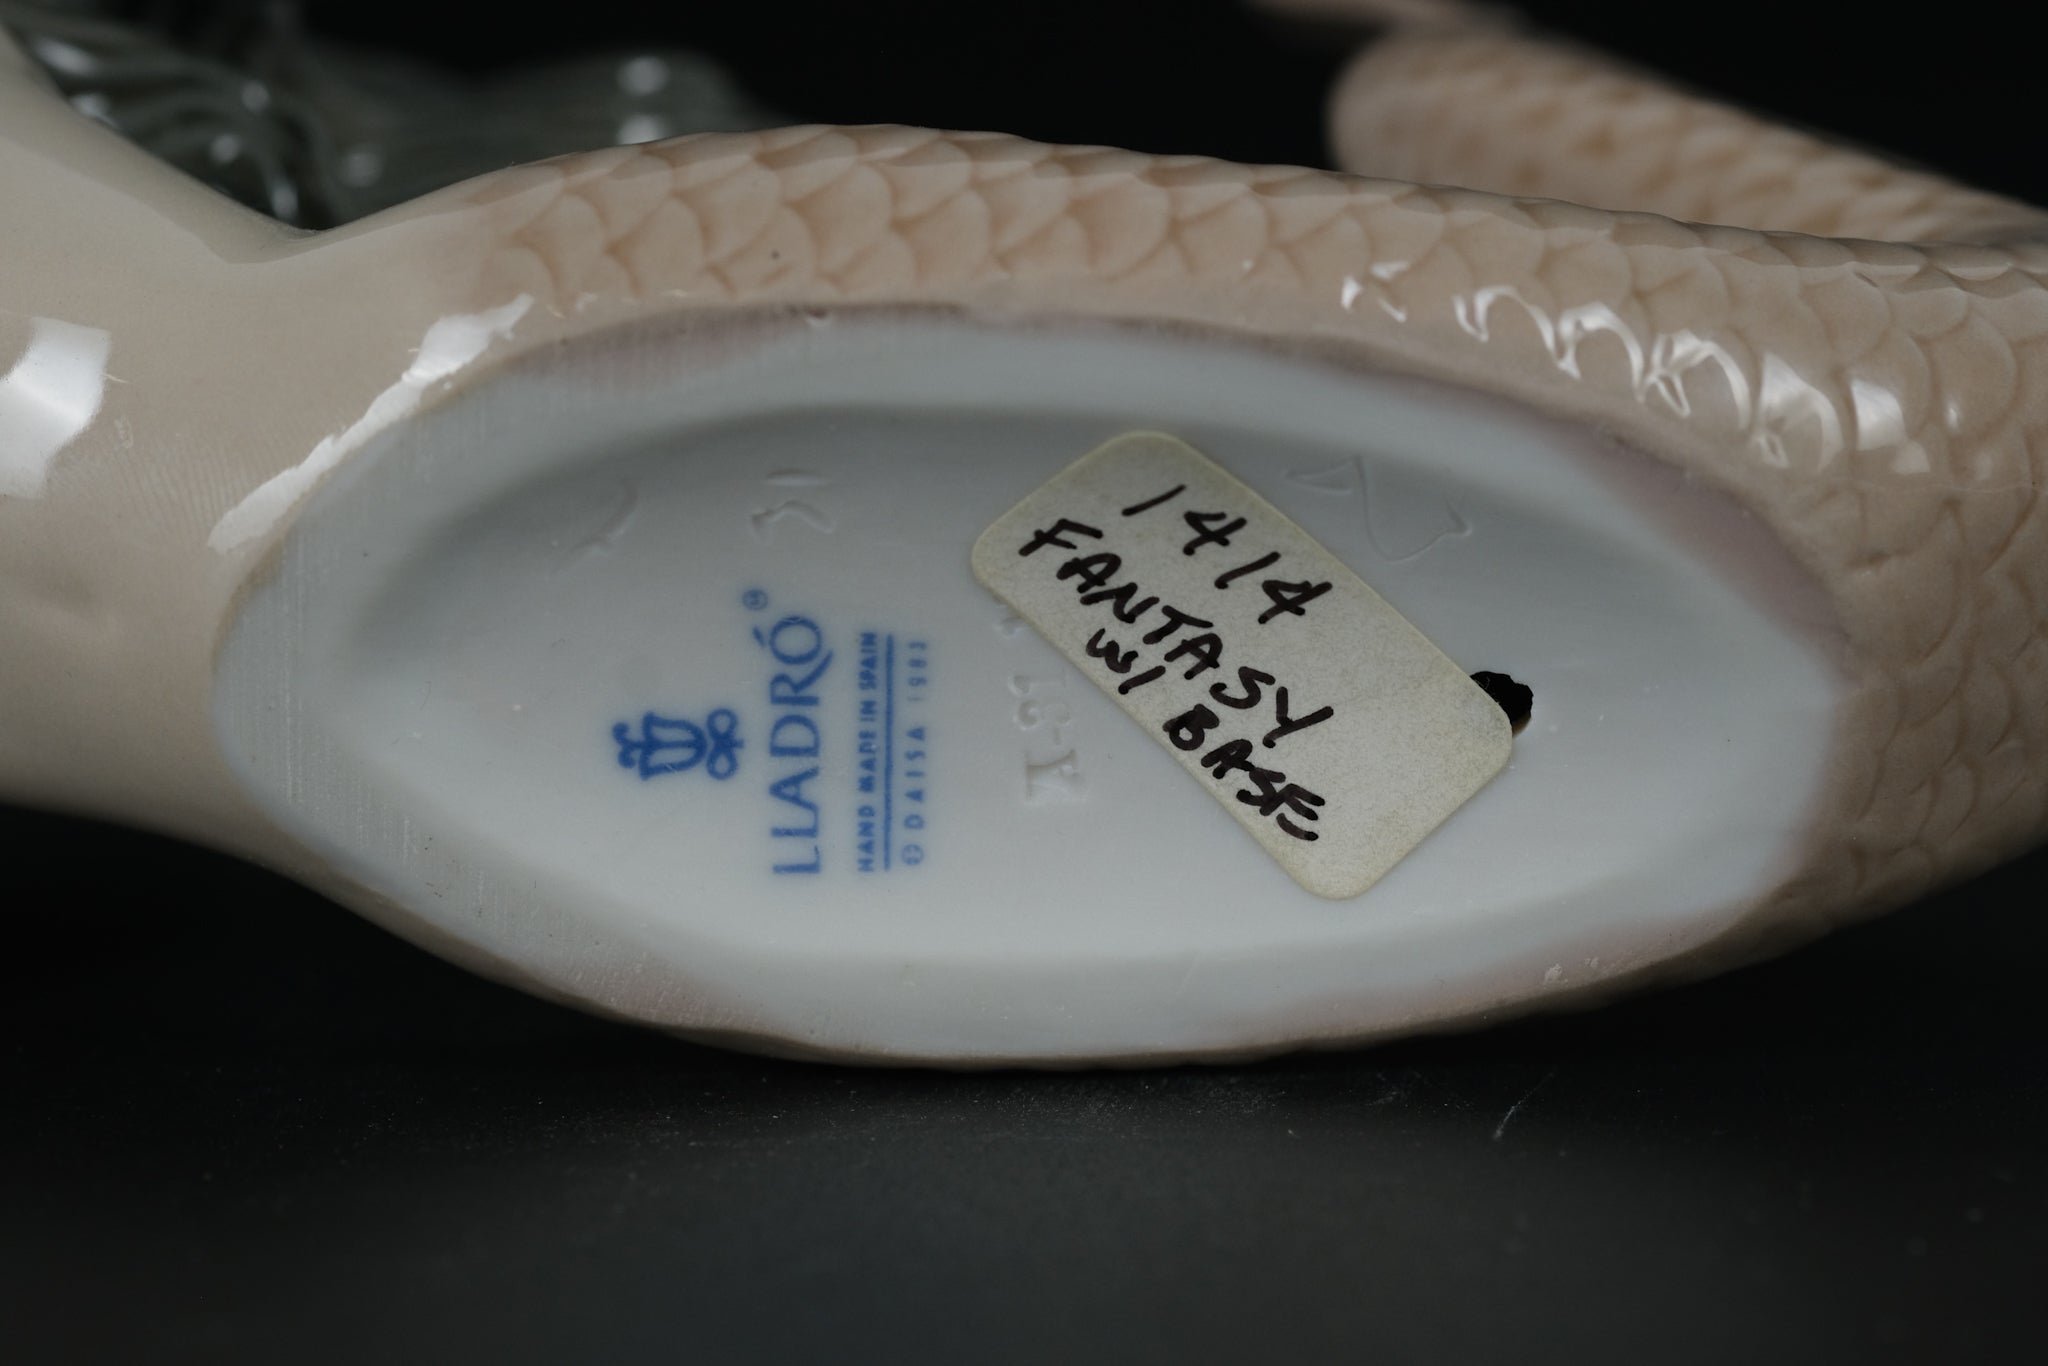 LLADRÓ®
HAND MADE IN SPAIN
© DAISA 1983
1414
FANTASY
W/ BASE